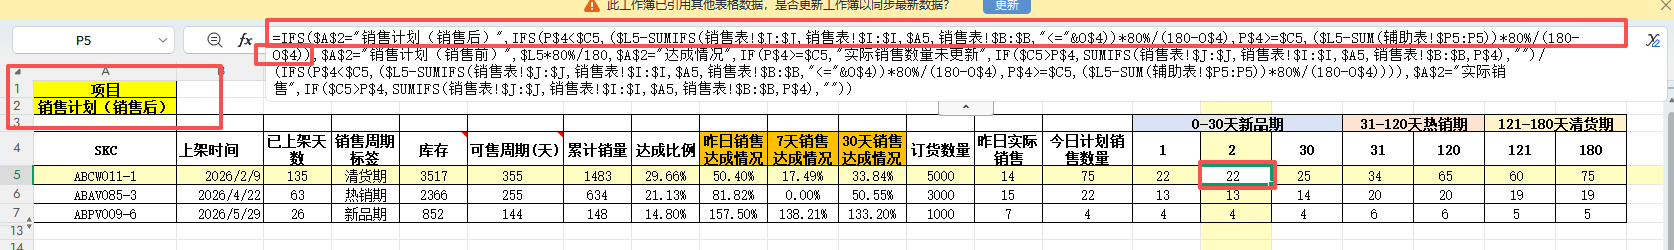 此工作簿已引用其他表格数据，是否更新工作簿以同步最新数据? 更新
P5 fx =IFS($A$2="销售计划（销售后）",IFS(P$4<$C5,($L5-SUMIFS(销售表!$J:$J,销售表!$I:$I,$A5,销售表!$B:$B,"<="&O$4))*80%/(180-O$4),P$4>=$C5,($L5-SUM(辅助表!$P5:P5))*80%/(180-
O$4)),$A$2="销售计划（销售前）",$L5*80%/180,$A$2="达成情况",IF(P$4>=$C5,"实际销售数量未更新",IF($C5>P$4,SUMIFS(销售表!$J:$J,销售表!$I:$I,$A5,销售表!$B:$B,P$4),"")/
(IFS(P$4<$C5,($L5-SUMIFS(销售表!$J:$J,销售表!$I:$I,$A5,销售表!$B:$B,"<="&O$4))*80%/(180-O$4),P$4>=$C5,($L5-SUM(辅助表!$P5:P5))*80%/(180-O$4)))),$A$2="实际销
售",IF($C5>P$4,SUMIFS(销售表!$J:$J,销售表!$I:$I,$A5,销售表!$B:$B,P$4),""))
A
1 项目
2 销售计划（销售后）
3 0-30天新品期 31-120天热销期 121-180天清货期
4 SKC 上架时间 已上架天数 销售周期标签 库存 可售周期(天) 累计销量 达成比例 昨日销售达成情况 7天销售达成情况 30天销售达成情况 订货数量 昨日实际销售 今日计划销售数量 1 2 30 31 120 121 180
5 ABCW011-1 2026/2/9 135 清货期 3517 355 1483 29.66% 50.40% 17.49% 33.84% 5000 14 75 22 22 25 34 65 60 75
6 ABAV085-3 2026/4/22 63 热销期 2366 255 634 21.13% 81.82% 0.00% 50.55% 3000 15 22 13 13 14 20 20 19 19
7 ABPV009-6 2026/5/29 26 新品期 852 144 148 14.80% 157.50% 138.21% 133.20% 1000 7 4 4 4 4 6 6 5 5
13
14